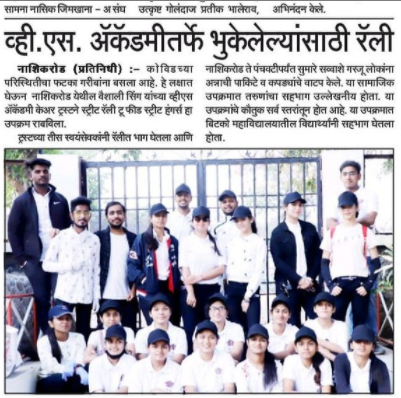 सामना नासिक जिमखाना – अ संघ
उत्कृष्ट गोलंदाज प्रतीक भालेराव, अभिनंदन केले.
व्ही.एस. ॲकॅडमीतर्फे भुकेलेल्यांसाठी रॅली
नाशिकरोड (प्रतिनिधी) :– कोविडच्या
परिस्थितीचा फटका गरीबांना बसला आहे. हे लक्षात
घेऊन नाशिकरोड येथील वैशाली सिंग यांच्या व्हीएस
ॲकॅडमी केअर ट्रस्टने स्ट्रीट रॅली टू फीड स्ट्रीट हंगर्स हा
उपक्रम राबविला.
ट्रस्टच्या तीस स्वयंसेवकांनी रॅलीत भाग घेतला आणि
नाशिकरोड ते पंचवटीपर्यंत सुमारे सव्वाशे गरजू लोकांना
अन्नाची पाकिटे व कपड्यांचे वाटप केले. या सामाजिक
उपक्रमात तरुणांचा सहभाग उल्लेखनीय होता. या
उपक्रमांचे कौतुक सर्व स्तरांतून होत आहे. या उपक्रमात
बिटको महाविद्यालयातील विद्यार्थ्यांनी सहभाग घेतला
होता.